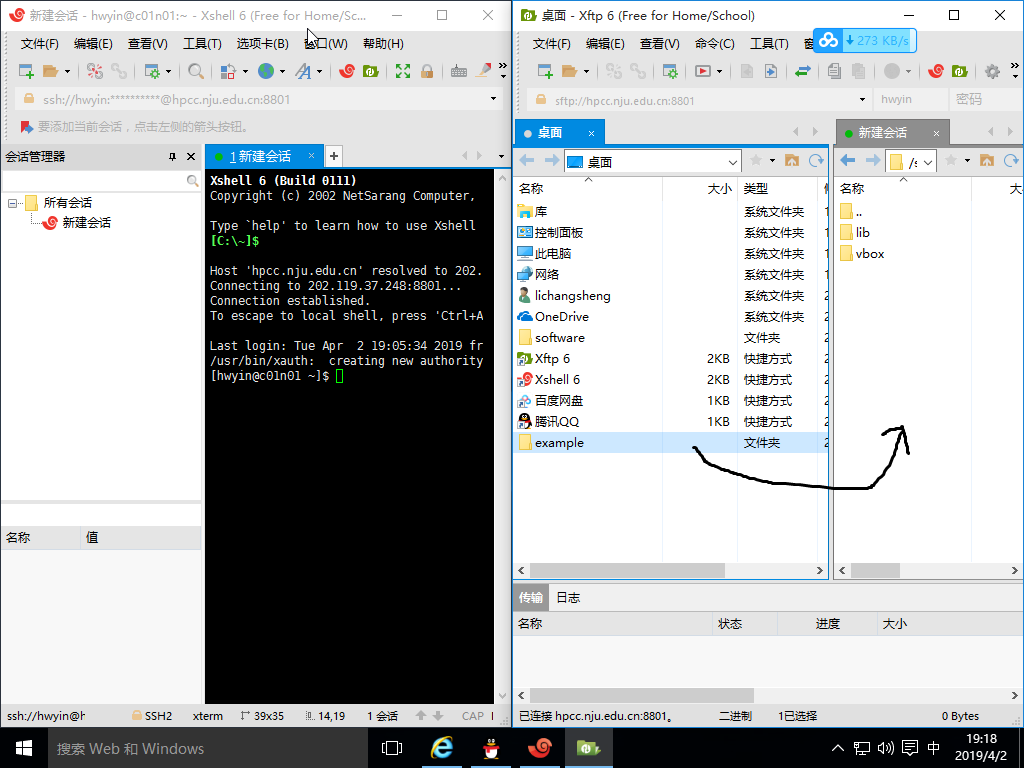 新建会话 - hwyin@c01n01:~ - Xshell 6 (Free for Home/Sc...
文件(F) 编辑(E) 查看(V) 工具(T) 选项卡(B) 窗口(W) 帮助(H)
ssh://hwyin:**********@hpcc.nju.edu.cn:8801
要添加当前会话，点击左侧的箭头按钮。
会话管理器
1 新建会话
所有会话
新建会话
名称 值
Xshell 6 (Build 0111)
Copyright (c) 2002 NetSarang Computer,
Type `help' to learn how to use Xshell
[C:\~]$
Host 'hpcc.nju.edu.cn' resolved to 202.
Connecting to 202.119.37.248:8801...
Connection established.
To escape to local shell, press 'Ctrl+A
Last login: Tue Apr  2 19:05:34 2019 fr
/usr/bin/xauth:  creating new authority
[hwyin@c01n01 ~]$
ssh://hwyin@h SSH2 xterm 39x35 14,19 1 会话 CAP
桌面 - Xftp 6 (Free for Home/School)
文件(F) 编辑(E) 查看(V) 命令(C) 工具(T)
273 KB/s
sftp://hpcc.nju.edu.cn:8801 hwyin 密码
桌面
桌面
名称 大小 类型
库 系统文件夹 1
控制面板 系统文件夹 1
此电脑 系统文件夹 1
网络 系统文件夹 1
lichangsheng 系统文件夹 2
OneDrive 系统文件夹 2
software 文件夹 2
Xftp 6 2KB 快捷方式 2
Xshell 6 2KB 快捷方式 2
百度网盘 1KB 快捷方式 2
腾讯QQ 1KB 快捷方式 2
example 文件夹 2
新建会话
名称 大
..
lib
vbox
传输 日志
名称 状态 进度 大小
已连接 hpcc.nju.edu.cn:8801。 二进制 1已选择 0 Bytes
搜索 Web 和 Windows
中
19:18
2019/4/2